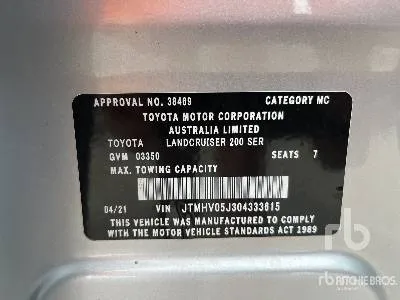 APPROVAL NO. 38469 CATEGORY MC
TOYOTA MOTOR CORPORATION
AUSTRALIA LIMITED
TOYOTA LANDCRUISER 200 SER
GVM 03350 SEATS 7
MAX. TOWING CAPACITY
04/21 VIN JTMHV05J304333615
THIS VEHICLE WAS MANUFACTURED TO COMPLY
WITH THE MOTOR VEHICLE STANDARDS ACT 1989
rb
rb
RITCHIE BROS.